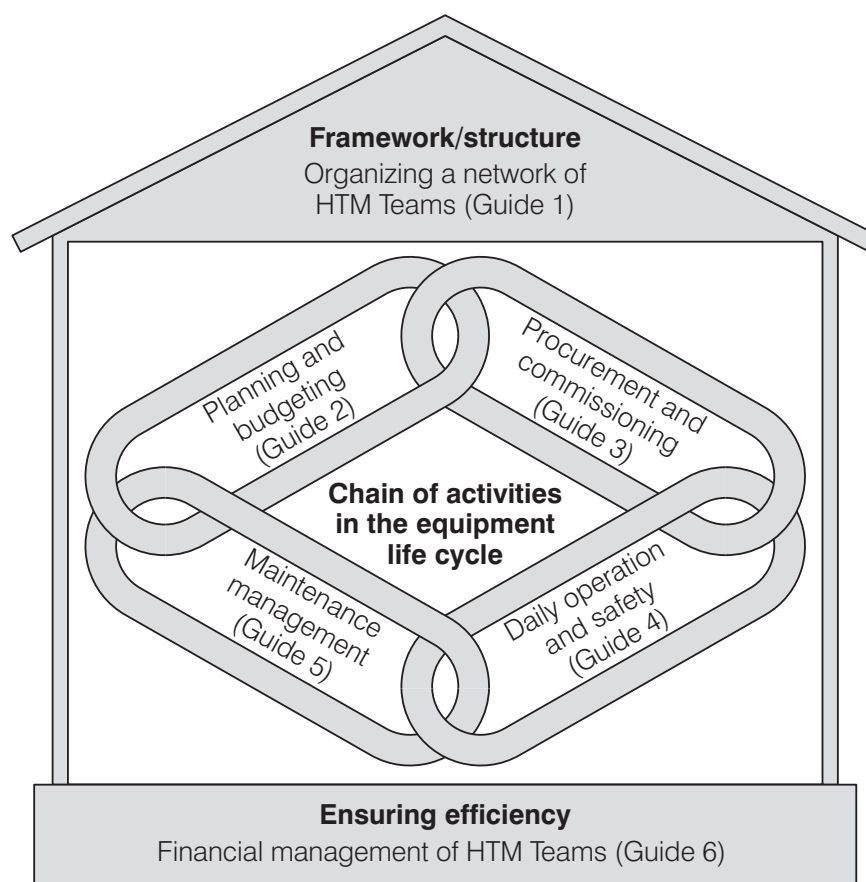 Framework/structure
Organizing a network of
HTM Teams (Guide 1)
Planning and
budgeting
(Guide 2)
Procurement and
commissioning
(Guide 3)
Chain of activities
in the equipment
life cycle
Maintenance
management
(Guide 5)
Daily operation
and safety
(Guide 4)
Ensuring efficiency
Financial management of HTM Teams (Guide 6)